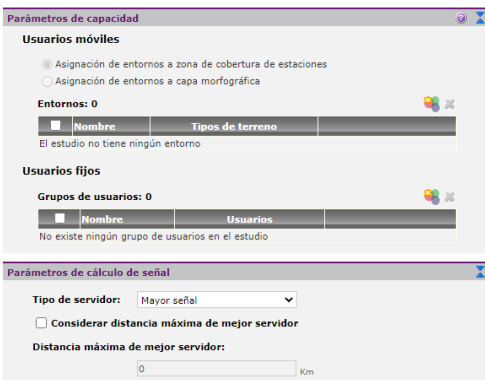 Parámetros de capacidad
Usuarios móviles
Asignación de entornos a zona de cobertura de estaciones
Asignación de entornos a capa morfográfica
Entornos: 0
Nombre Tipos de terreno
El estudio no tiene ningún entorno
Usuarios fijos
Grupos de usuarios: 0
Nombre Usuarios
No existe ningún grupo de usuarios en el estudio
Parámetros de cálculo de señal
Tipo de servidor: Mayor señal
Considerar distancia máxima de mejor servidor
Distancia máxima de mejor servidor:
0 Km